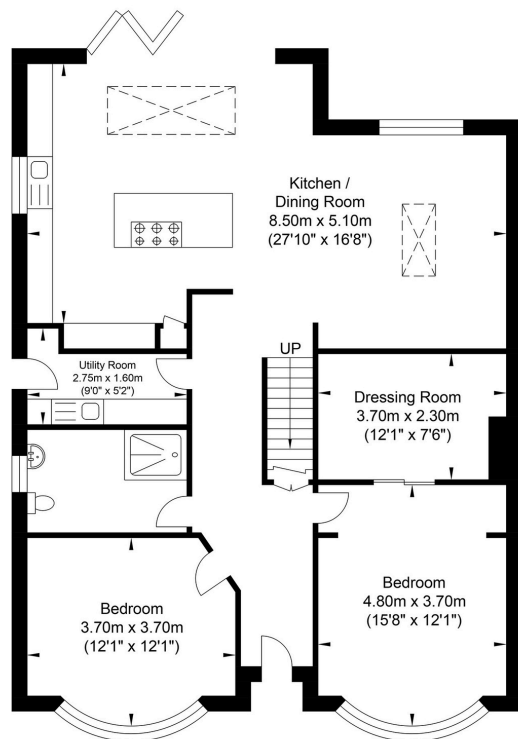 Kitchen /
Dining Room
8.50m x 5.10m
(27'10" x 16'8")
Utility Room
2.75m x 1.60m
(9'0" x 5'2")
UP
Dressing Room
3.70m x 2.30m
(12'1" x 7'6")
Bedroom
3.70m x 3.70m
(12'1" x 12'1")
Bedroom
4.80m x 3.70m
(15'8" x 12'1")